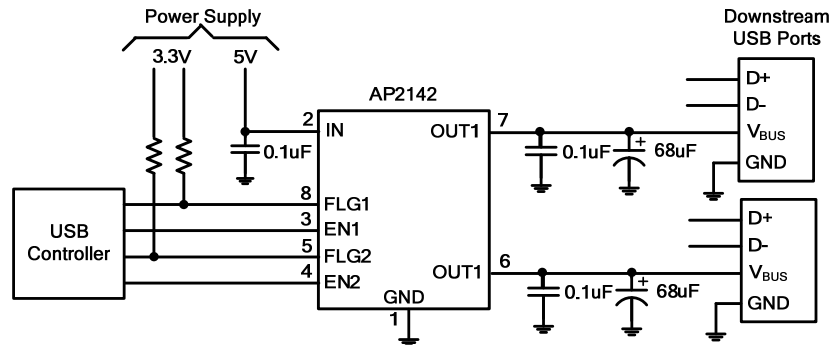 Power Supply
3.3V
5V
Downstream
USB Ports
AP2142
2
IN
OUT1
7
0.1uF
0.1uF
68uF
D+
D-
VBUS
GND
USB
Controller
8
FLG1
3
EN1
5
FLG2
4
EN2
GND
1
OUT1
6
0.1uF
68uF
D+
D-
VBUS
GND